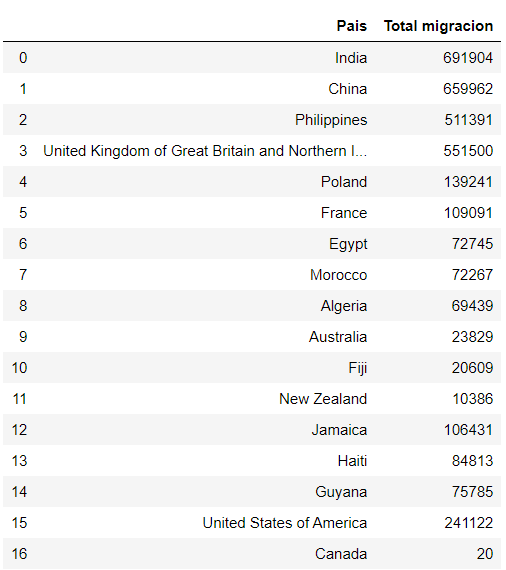 Pais Total migracion
0 India 691904
1 China 659962
2 Philippines 511391
3 United Kingdom of Great Britain and Northern I... 551500
4 Poland 139241
5 France 109091
6 Egypt 72745
7 Morocco 72267
8 Algeria 69439
9 Australia 23829
10 Fiji 20609
11 New Zealand 10386
12 Jamaica 106431
13 Haiti 84813
14 Guyana 75785
15 United States of America 241122
16 Canada 20